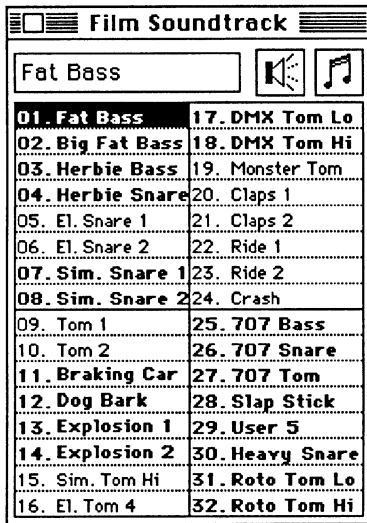 Film Soundtrack
Fat Bass
01. Fat Bass
02. Big Fat Bass
03. Herbie Bass
04. Herbie Snare
05. El. Snare 1
06. El. Snare 2
07. Sim. Snare 1
08. Sim. Snare 2
09. Tom 1
10. Tom 2
11. Braking Car
12. Dog Bark
13. Explosion 1
14. Explosion 2
15. Sim. Tom Hi
16. El. Tom 4
17. DMX Tom Lo
18. DMX Tom Hi
19. Monster Tom
20. Claps 1
21. Claps 2
22. Ride 1
23. Ride 2
24. Crash
25. 707 Bass
26. 707 Snare
27. 707 Tom
28. Slap Stick
29. User 5
30. Heavy Snare
31. Roto Tom Lo
32. Roto Tom Hi